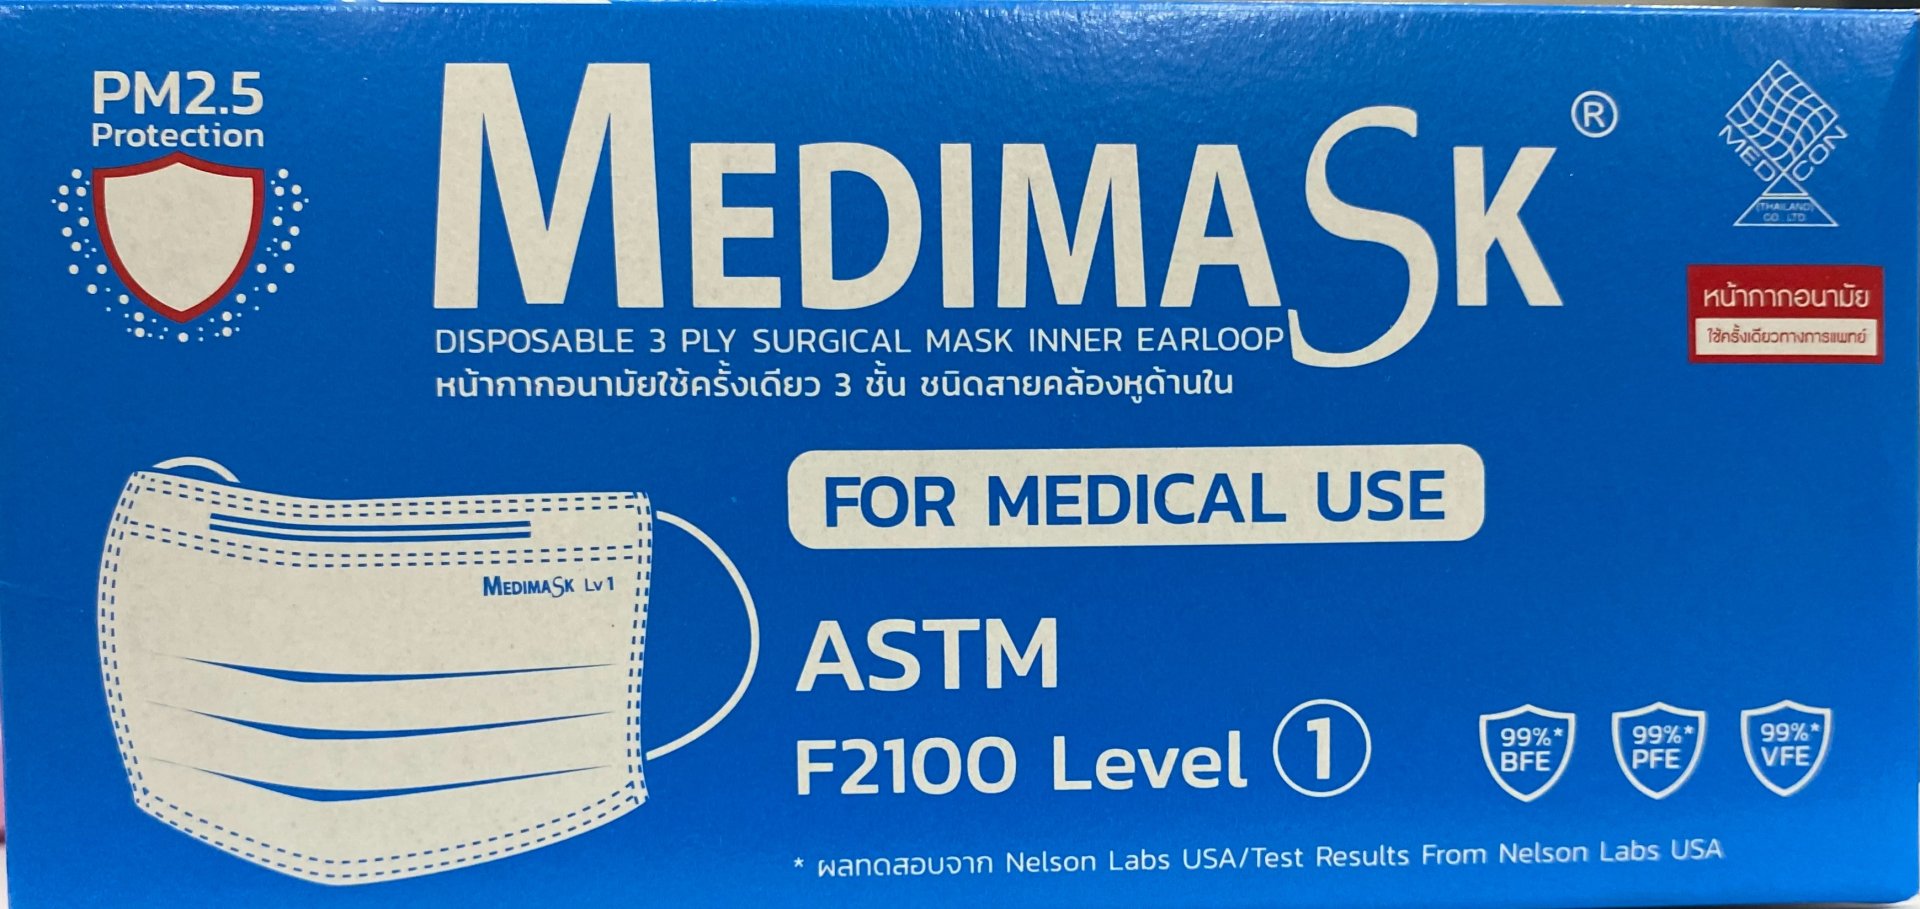 PM2.5
Protection
MEDIMASK®
DISPOSABLE 3 PLY SURGICAL MASK INNER EARLOOP
หน้ากากอนามัยใช้ครั้งเดียว 3 ชั้น ชนิดสายคล้องหูด้านใน
MEDICON
(THAILAND)
CO.,LTD.
หน้ากากอนามัย
ใช้ครั้งเดียวทางการแพทย์
FOR MEDICAL USE
MEDIMASK Lv1
ASTM
F2100 Level 1
99%*
BFE
99%*
PFE
99%*
VFE
* ผลทดสอบจาก Nelson Labs USA/Test Results From Nelson Labs USA